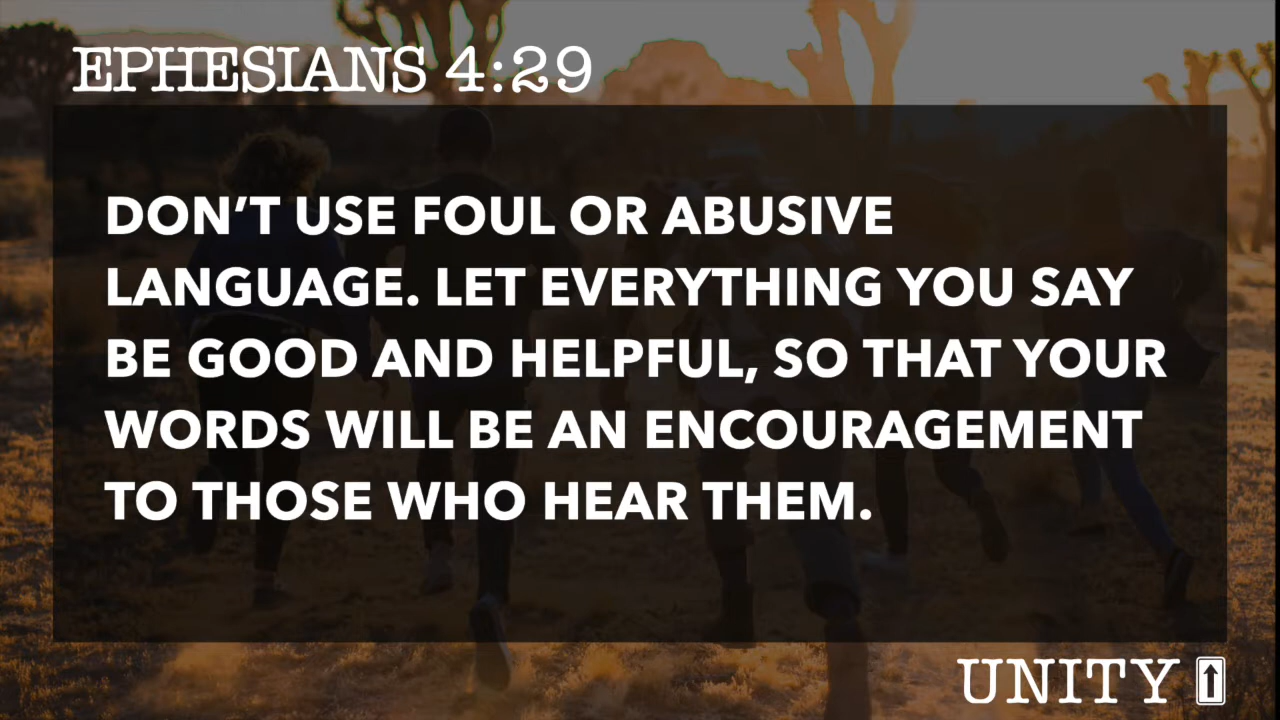 EPHESIANS 4:29
DON’T USE FOUL OR ABUSIVE
LANGUAGE. LET EVERYTHING YOU SAY
BE GOOD AND HELPFUL, SO THAT YOUR
WORDS WILL BE AN ENCOURAGEMENT
TO THOSE WHO HEAR THEM.
UNITY